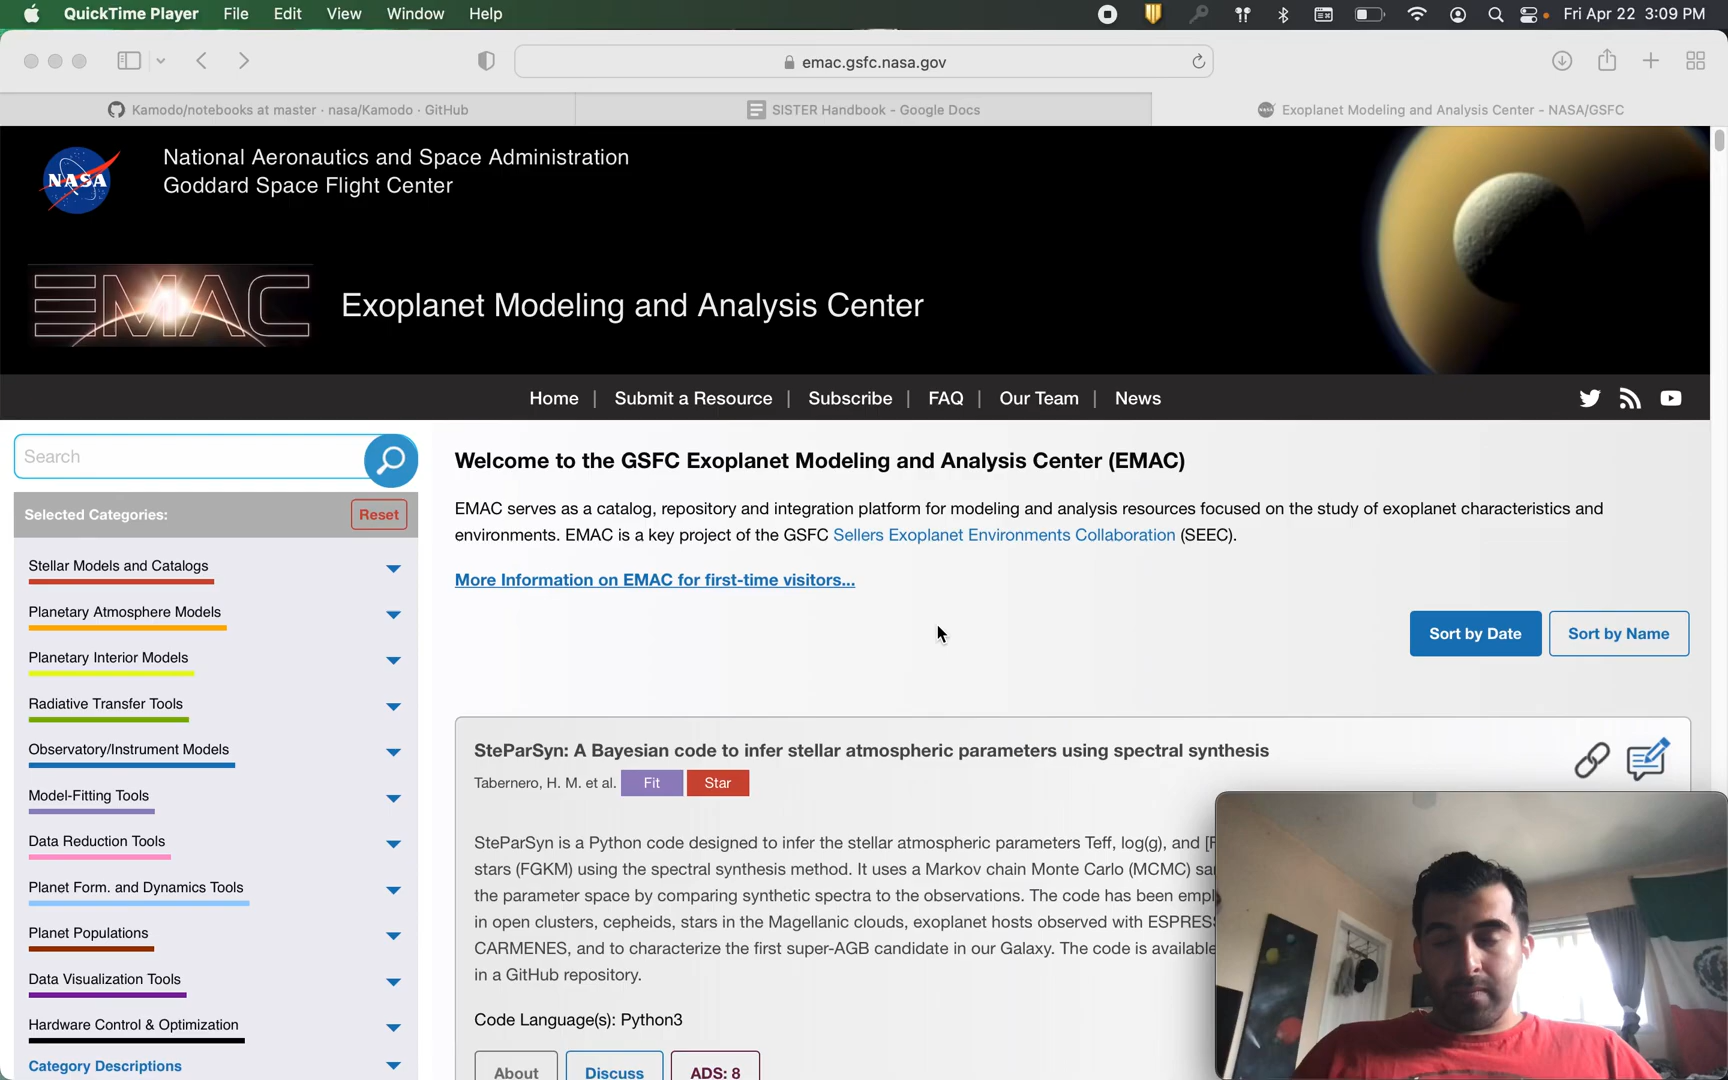 QuickTime Player File Edit View Window Help Fri Apr 22 3:09 PM
emac.gsfc.nasa.gov
Kamodo/notebooks at master · nasa/Kamodo · GitHub
SISTER Handbook - Google Docs
Exoplanet Modeling and Analysis Center - NASA/GSFC
NASA
National Aeronautics and Space Administration
Goddard Space Flight Center
EMAC
Exoplanet Modeling and Analysis Center
Home | Submit a Resource | Subscribe | FAQ | Our Team | News
Search
Selected Categories: Reset
Stellar Models and Catalogs
Planetary Atmosphere Models
Planetary Interior Models
Radiative Transfer Tools
Observatory/Instrument Models
Model-Fitting Tools
Data Reduction Tools
Planet Form. and Dynamics Tools
Planet Populations
Data Visualization Tools
Hardware Control & Optimization
Category Descriptions
Welcome to the GSFC Exoplanet Modeling and Analysis Center (EMAC)
EMAC serves as a catalog, repository and integration platform for modeling and analysis resources focused on the study of exoplanet characteristics and
environments. EMAC is a key project of the GSFC Sellers Exoplanet Environments Collaboration (SEEC).
More Information on EMAC for first-time visitors...
Sort by Date Sort by Name
SteParSyn: A Bayesian code to infer stellar atmospheric parameters using spectral synthesis
Tabernero, H. M. et al. Fit Star
SteParSyn is a Python code designed to infer the stellar atmospheric parameters Teff, log(g), and
stars (FGKM) using the spectral synthesis method. It uses a Markov chain Monte Carlo (MCMC)
the parameter space by comparing synthetic spectra to the observations. The code has been
in open clusters, cepheids, stars in the Magellanic clouds, exoplanet hosts observed with
CARMENES, and to characterize the first super-AGB candidate in our Galaxy. The code is available
in a GitHub repository.
Code Language(s): Python3
About Discuss ADS: 8